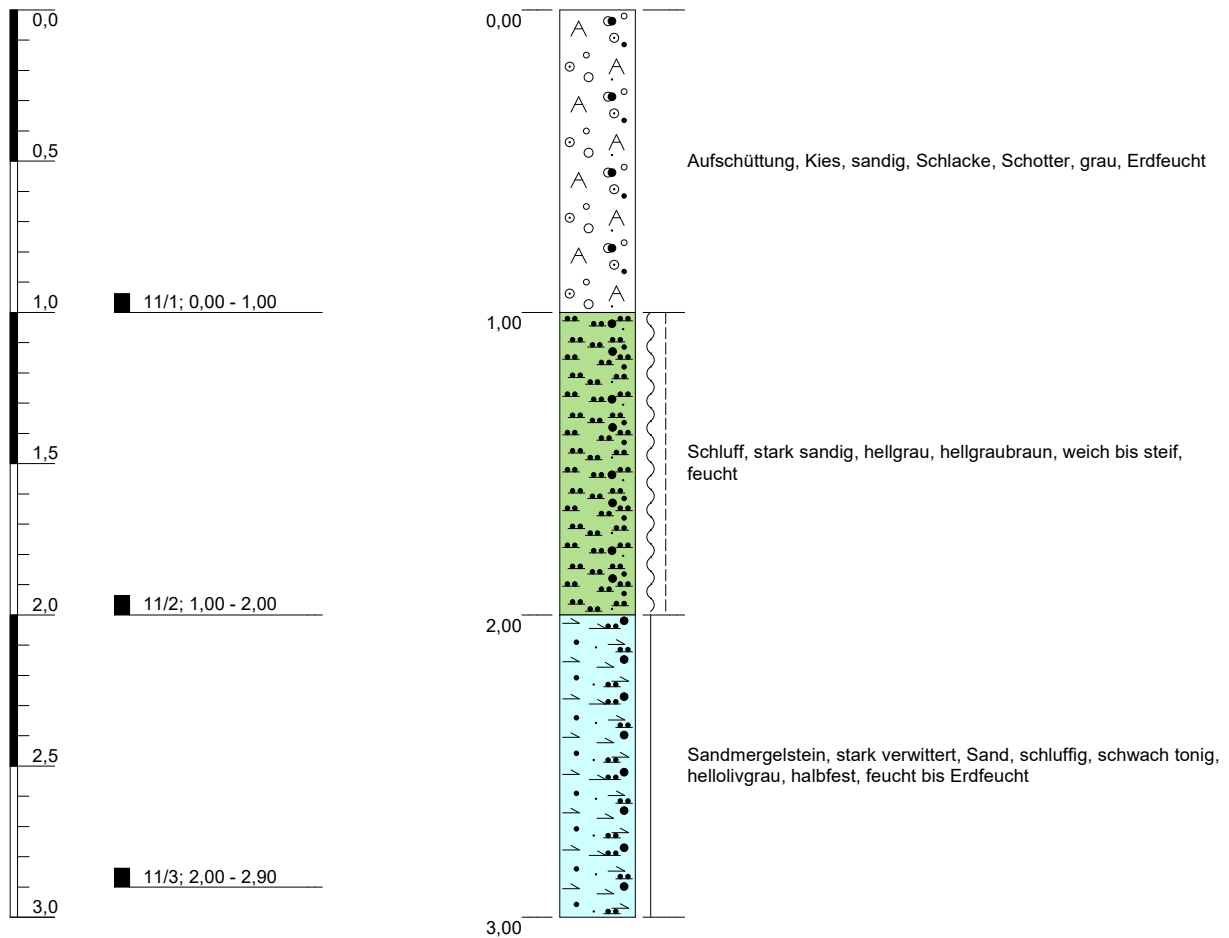 0,0
0,00
Aufschüttung, Kies, sandig, Schlacke, Schotter, grau, Erdfeucht
0,5
1,0
11/1; 0,00 - 1,00
1,00
Schluff, stark sandig, hellgrau, hellgraubraun, weich bis steif,
feucht
1,5
2,0
11/2; 1,00 - 2,00
2,00
Sandmergelstein, stark verwittert, Sand, schluffig, schwach tonig,
hellolivgrau, halbfest, feucht bis Erdfeucht
2,5
11/3; 2,00 - 2,90
3,0
3,00